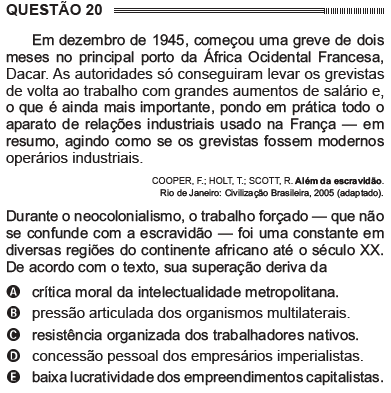 QUESTÃO 20
Em dezembro de 1945, começou uma greve de dois
meses no principal porto da África Ocidental Francesa,
Dacar. As autoridades só conseguiram levar os grevistas
de volta ao trabalho com grandes aumentos de salário e,
o que é ainda mais importante, pondo em prática todo o
aparato de relações industriais usado na França — em
resumo, agindo como se os grevistas fossem modernos
operários industriais.
COOPER, F.; HOLT, T.; SCOTT, R. Além da escravidão.
Rio de Janeiro: Civilização Brasileira, 2005 (adaptado).
Durante o neocolonialismo, o trabalho forçado — que não
se confunde com a escravidão — foi uma constante em
diversas regiões do continente africano até o século XX.
De acordo com o texto, sua superação deriva da
A crítica moral da intelectualidade metropolitana.
B pressão articulada dos organismos multilaterais.
C resistência organizada dos trabalhadores nativos.
D concessão pessoal dos empresários imperialistas.
E baixa lucratividade dos empreendimentos capitalistas.